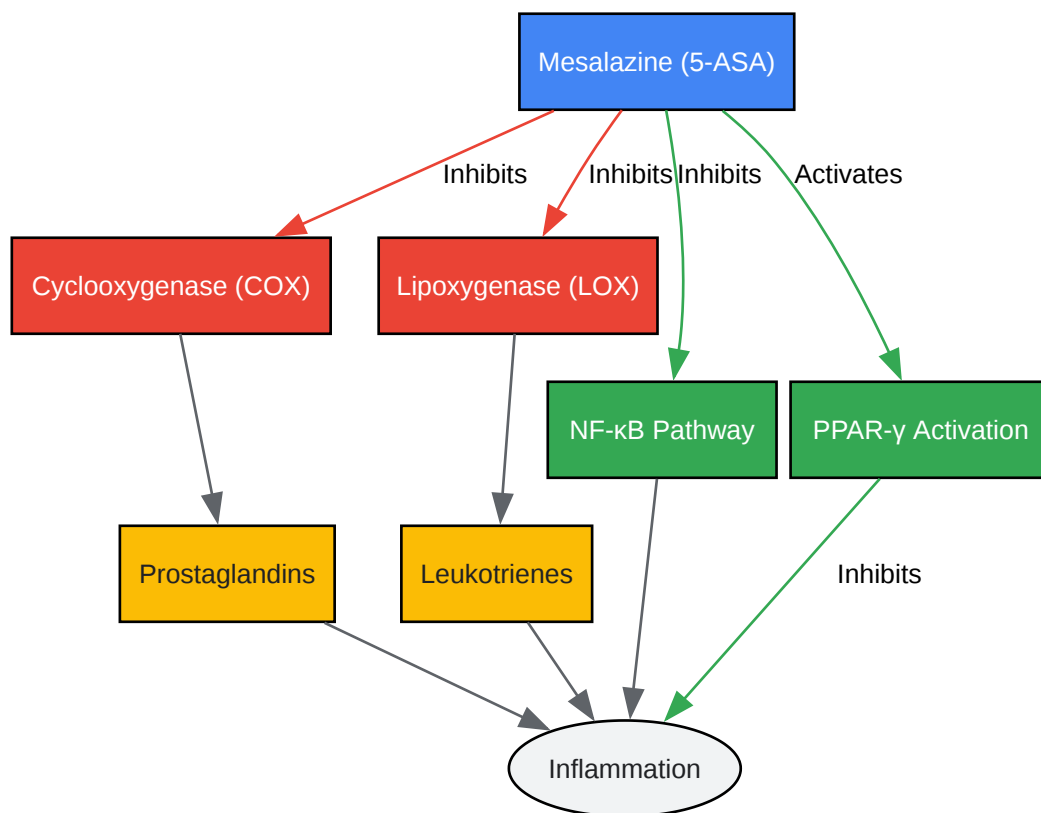 Mesalazine (5-ASA)
Inhibits
Inhibits
Inhibits
Activates
Cyclooxygenase (COX)
Lipoxygenase (LOX)
NF-κB Pathway
PPAR-γ Activation
Prostaglandins
Leukotrienes
Inhibits
Inflammation